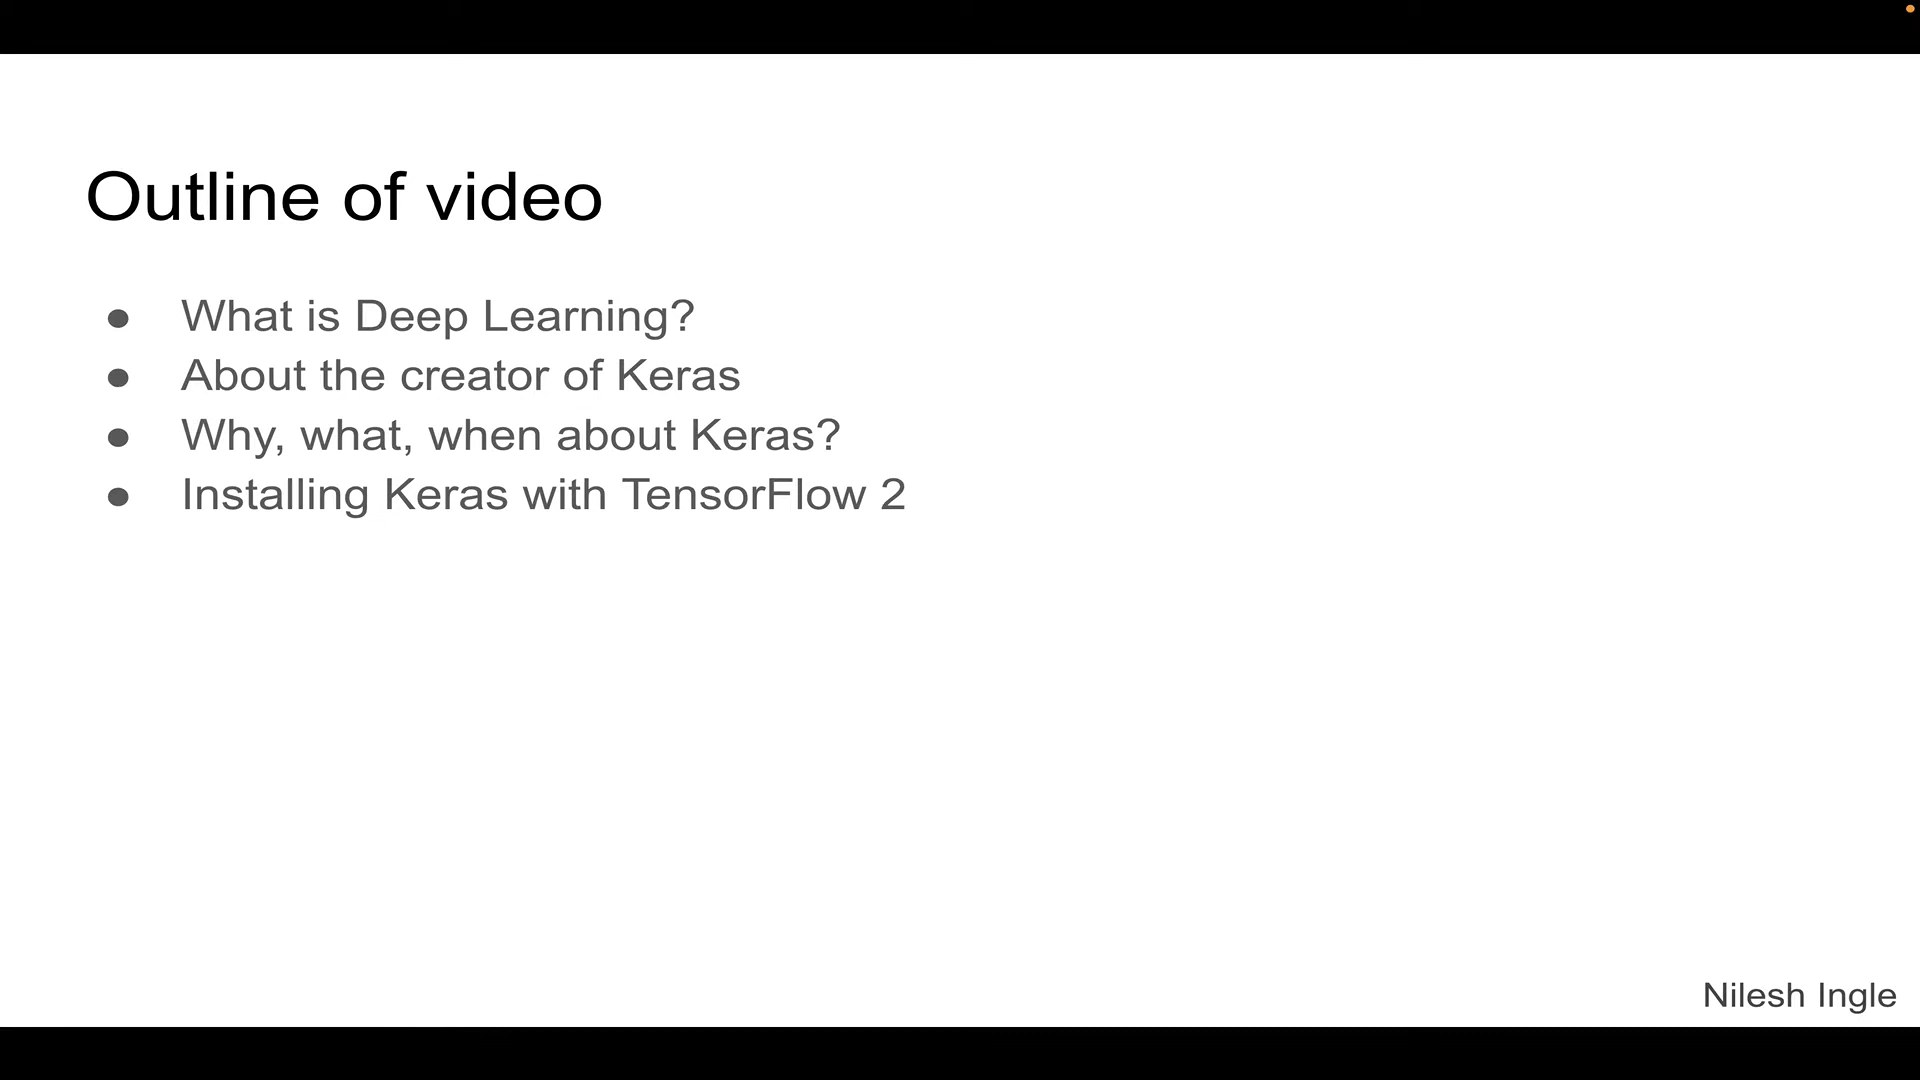 Outline of video
● What is Deep Learning?
● About the creator of Keras
● Why, what, when about Keras?
● Installing Keras with TensorFlow 2
Nilesh Ingle